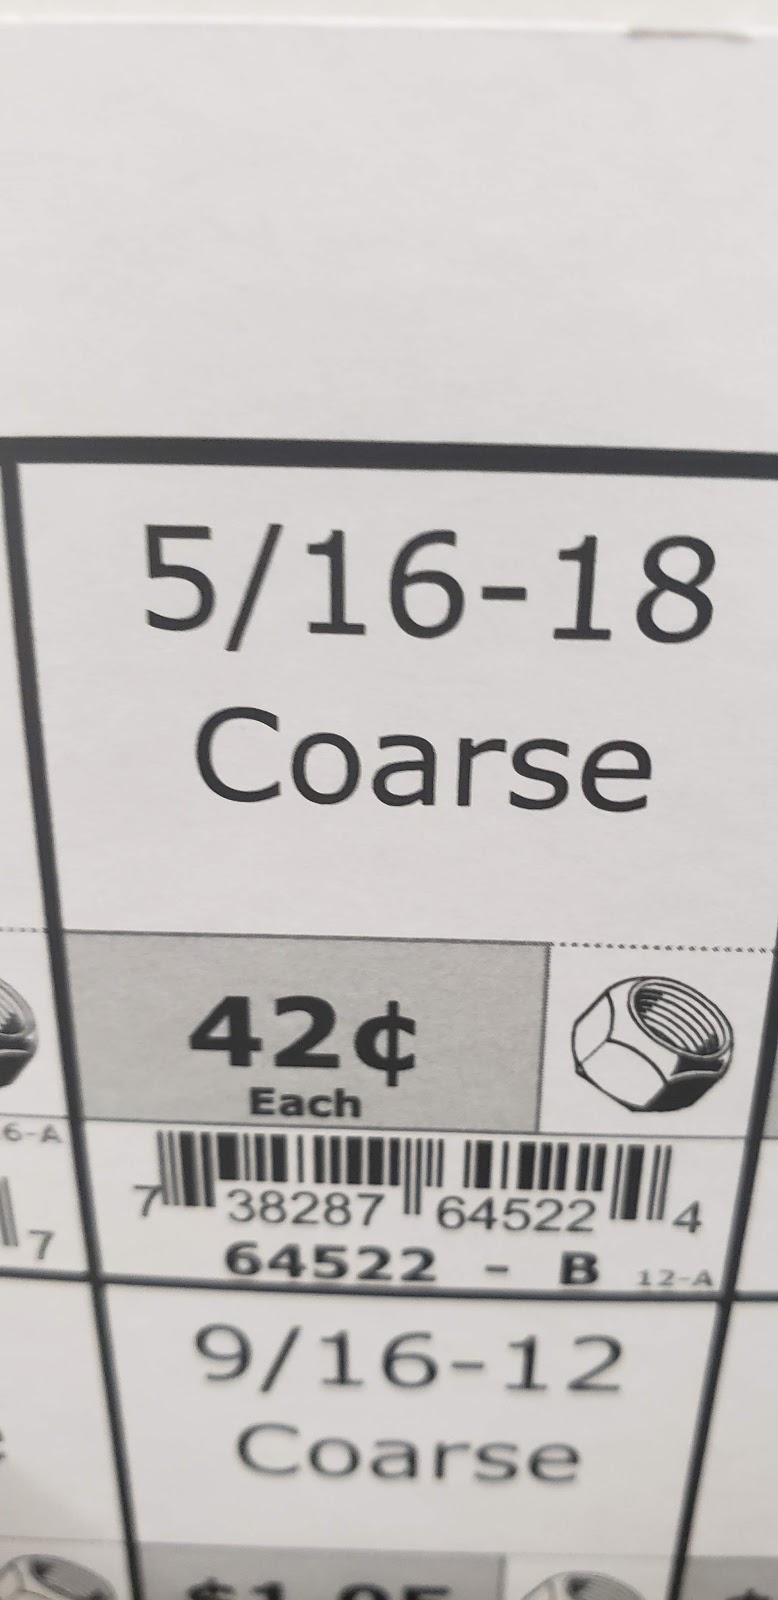 5/16-18
Coarse
42¢
Each
6-A
7 38287 64522 4
7
64522 - B 12-A
9/16-12
Coarse